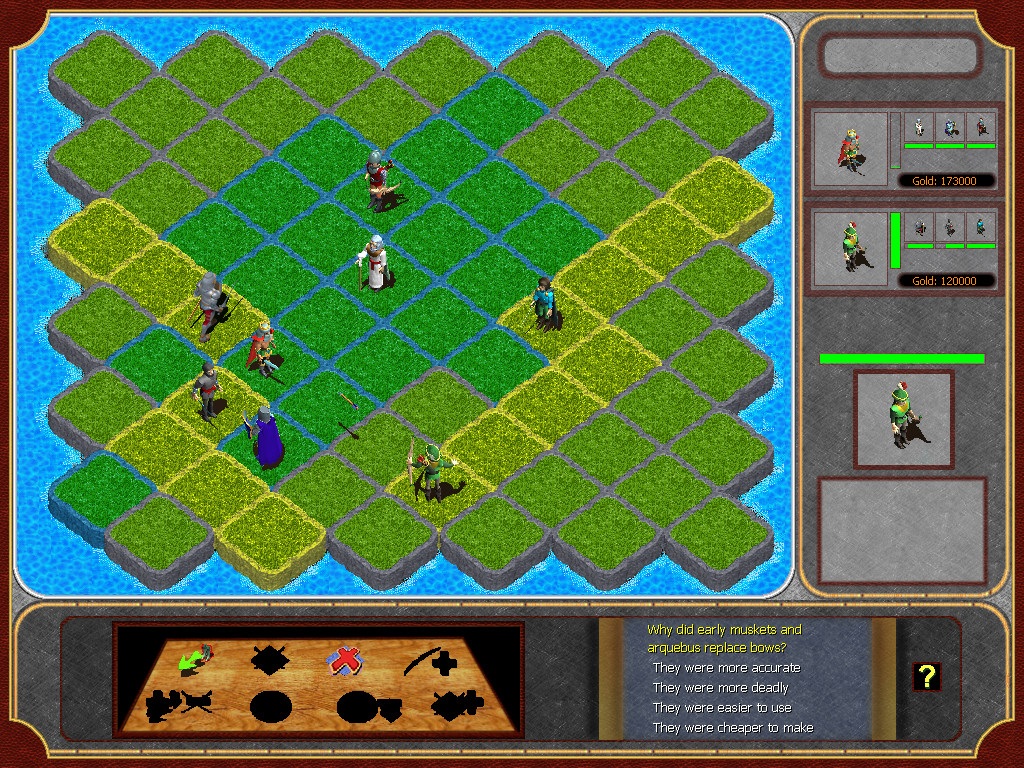 Gold: 173000
Gold: 120000
Why did early muskets and
arquebus replace bows?
They were more accurate
They were more deadly
They were easier to use
They were cheaper to make
?